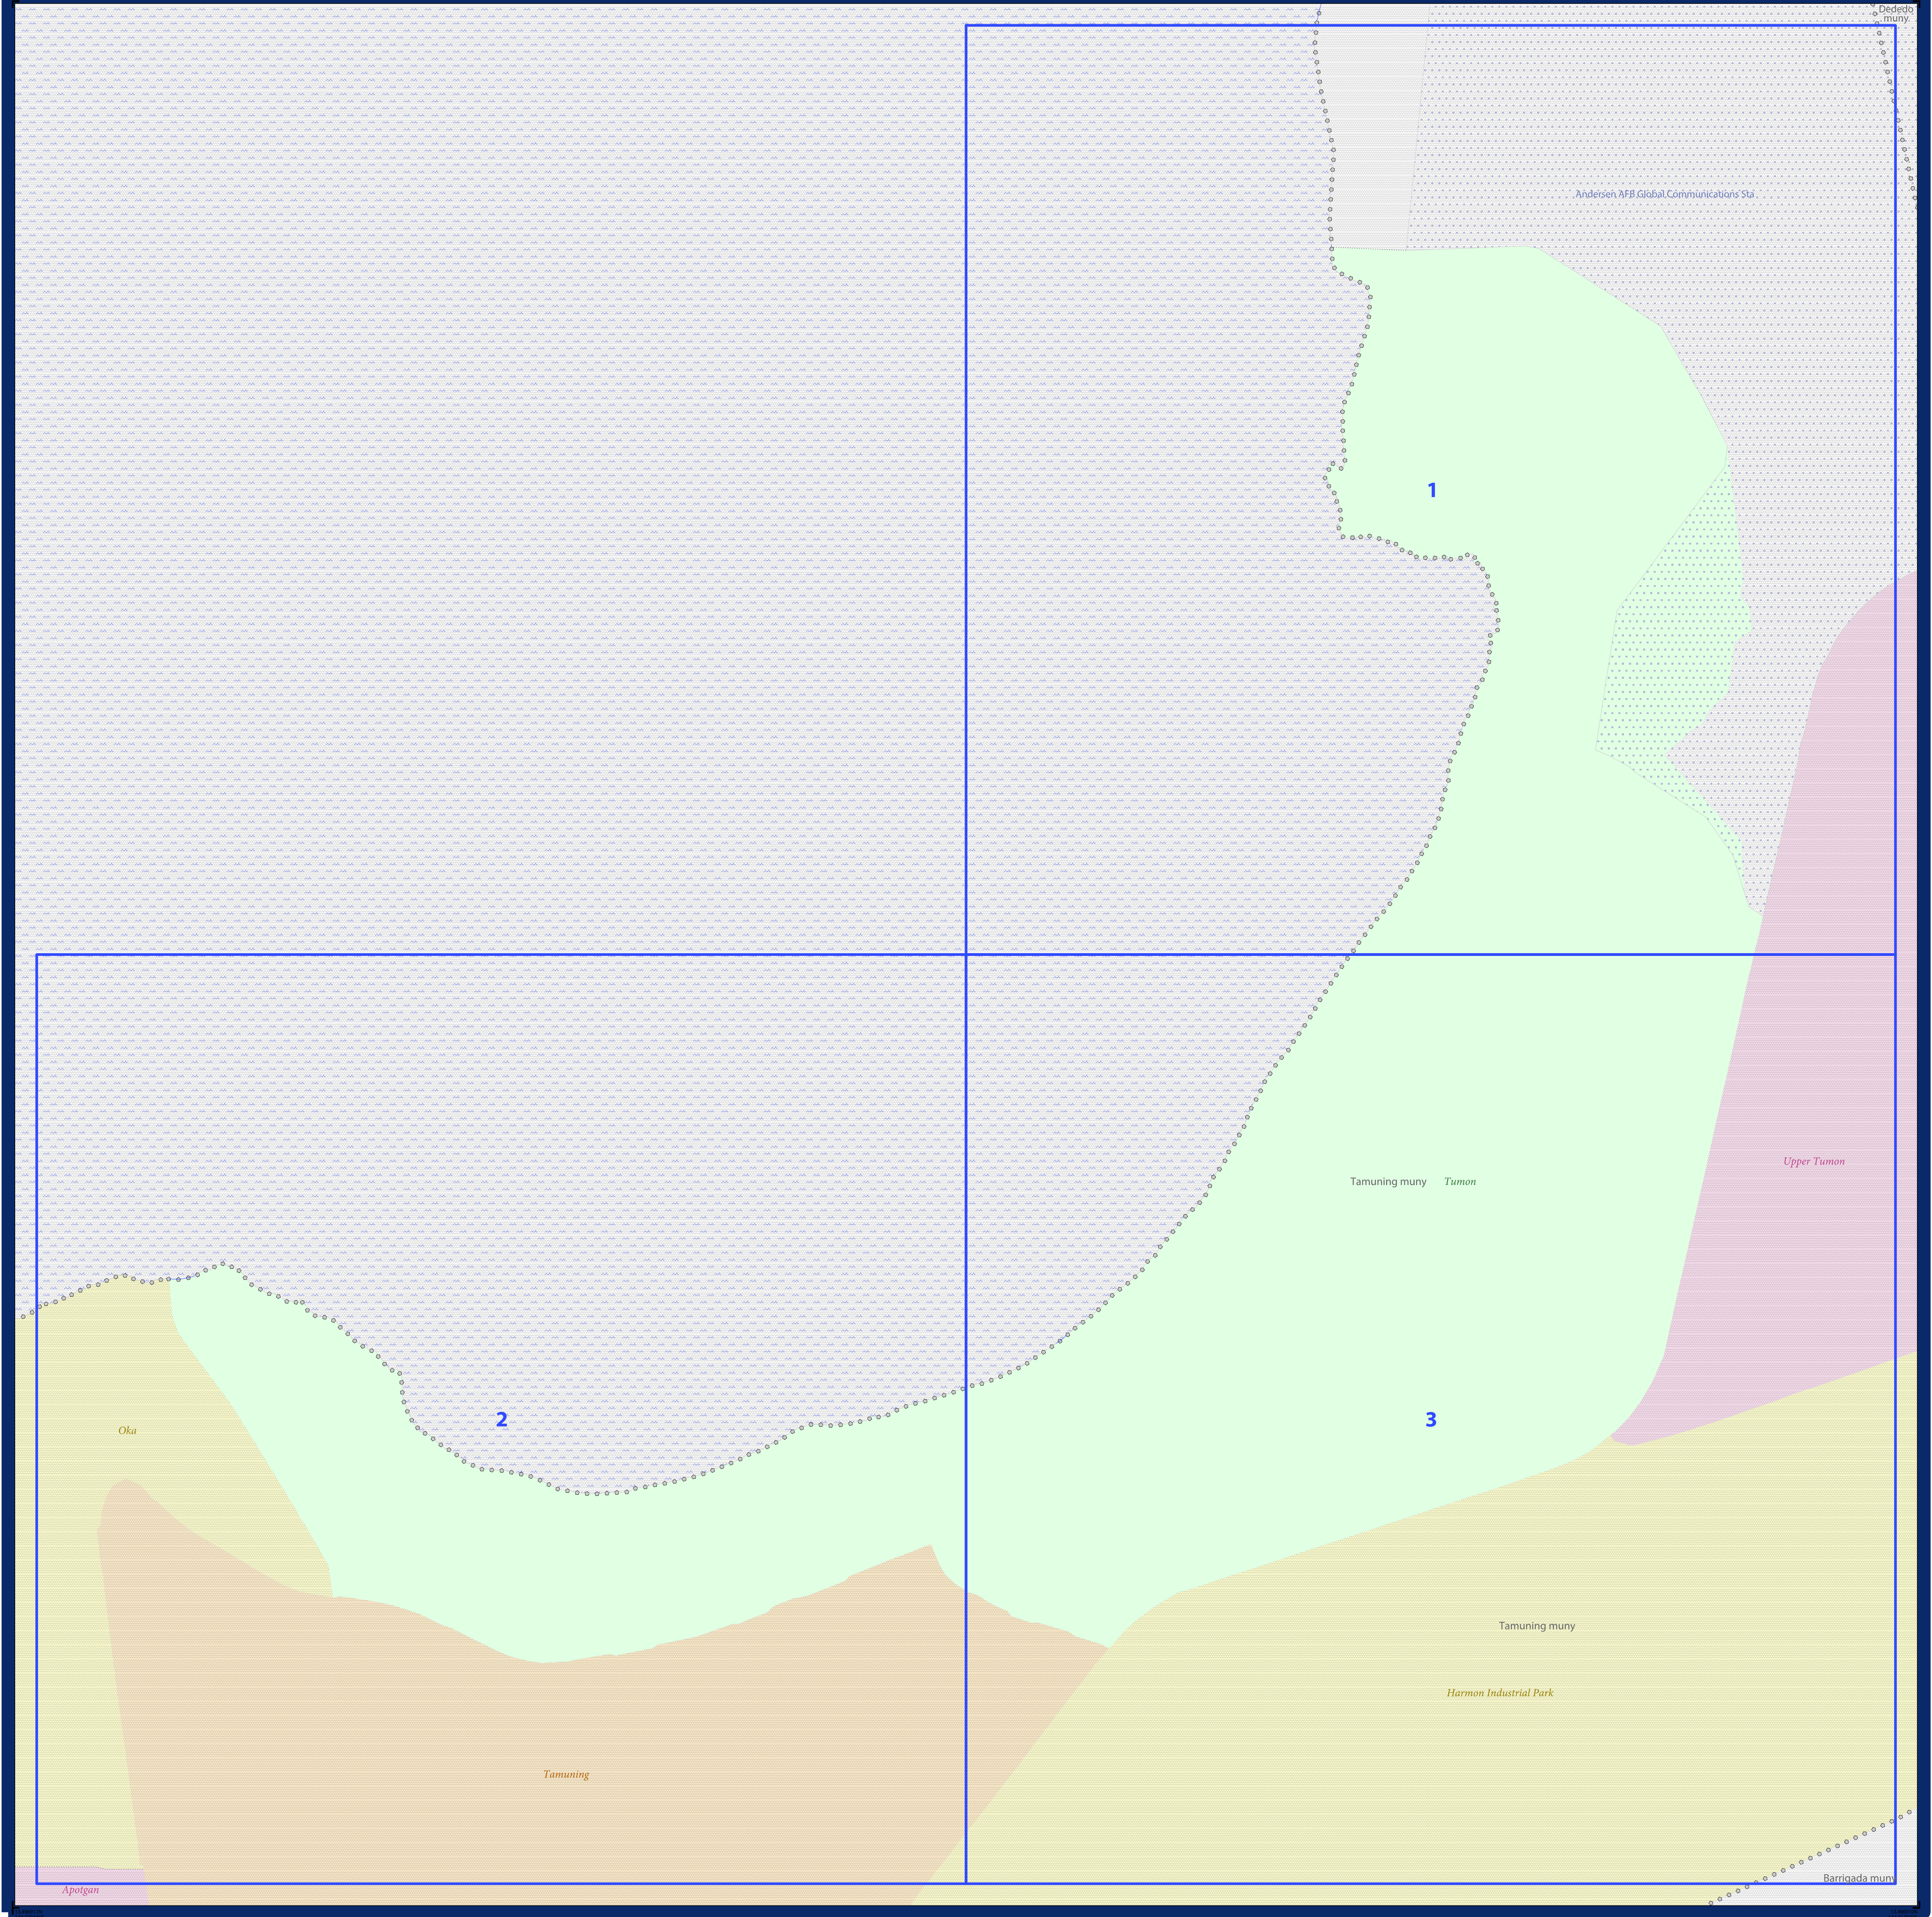 Dededo
muny.
Andersen AFB Global Communications Sta
1
Upper Tumon
Tamuning muny
Tumon
2
3
Oka
Tamuning muny
Harmon Industrial Park
Tamuning
Barrigada muny
Apotgan